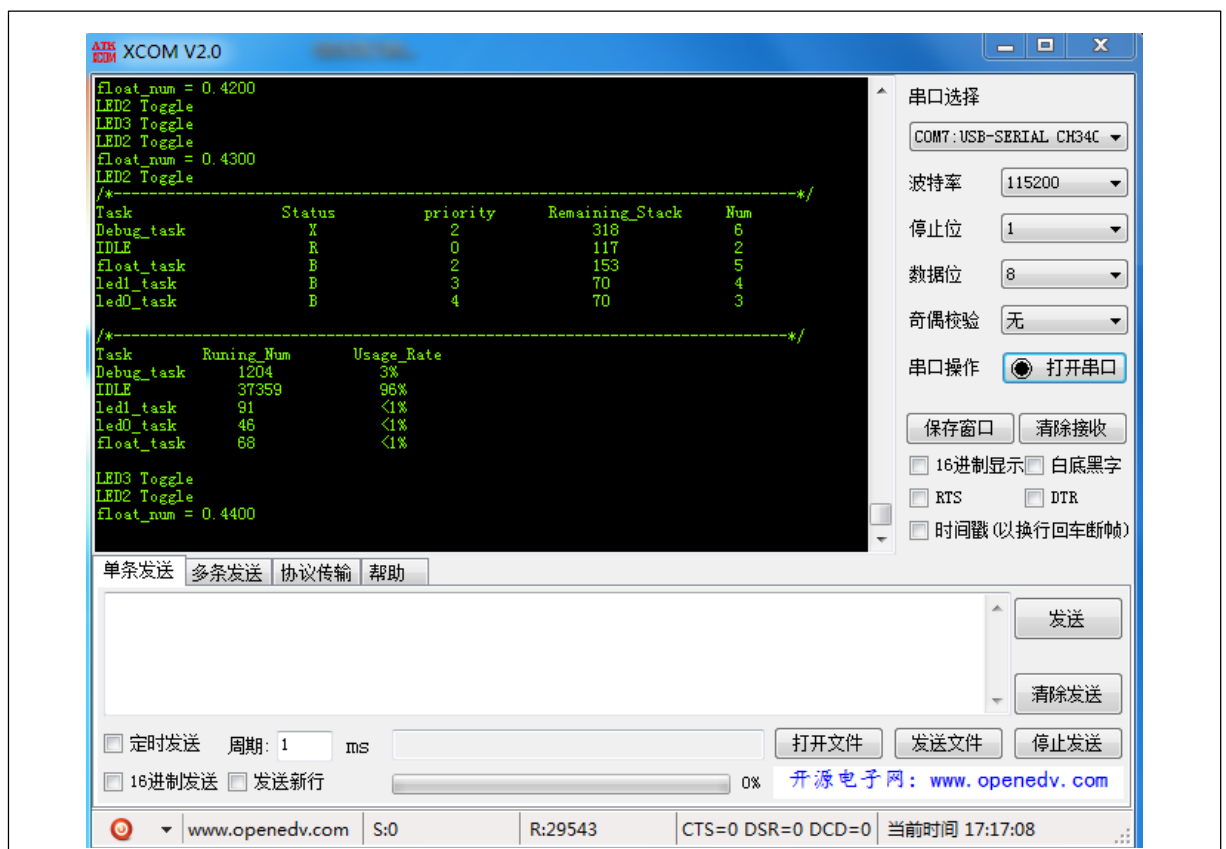 ATK XCOM XCOM V2.0
float_num = 0.4200
LED2 Toggle
LED3 Toggle
LED2 Toggle
float_num = 0.4300
LED2 Toggle
/*---------------------------------------------------------------------------*/
Task Status priority Remaining_Stack Num
Debug_task X 2 318 6
IDLE R 0 117 2
float_task B 2 153 5
led1_task B 3 70 4
led0_task B 4 70 3
/*--------------------------------------------------------------------------*/
Task Runing_Num Usage_Rate
Debug_task 1204 3%
IDLE 37359 96%
led1_task 91 <1%
led0_task 46 <1%
float_task 68 <1%
LED3 Toggle
LED2 Toggle
float_num = 0.4400
串口选择
COM7:USB-SERIAL CH34(
波特率 115200
停止位 1
数据位 8
奇偶校验 无
串口操作 打开串口
保存窗口 清除接收
16进制显示 白底黑字
RTS DTR
时间戳(以换行回车断帧)
单条发送 多条发送 协议传输 帮助
发送
清除发送
定时发送 周期: 1 ms 打开文件 发送文件 停止发送
16进制发送 发送新行 0% 开源电子网: www.openedv.com
www.openedv.com S:0 R:29543 CTS=0 DSR=0 DCD=0 当前时间 17:17:08